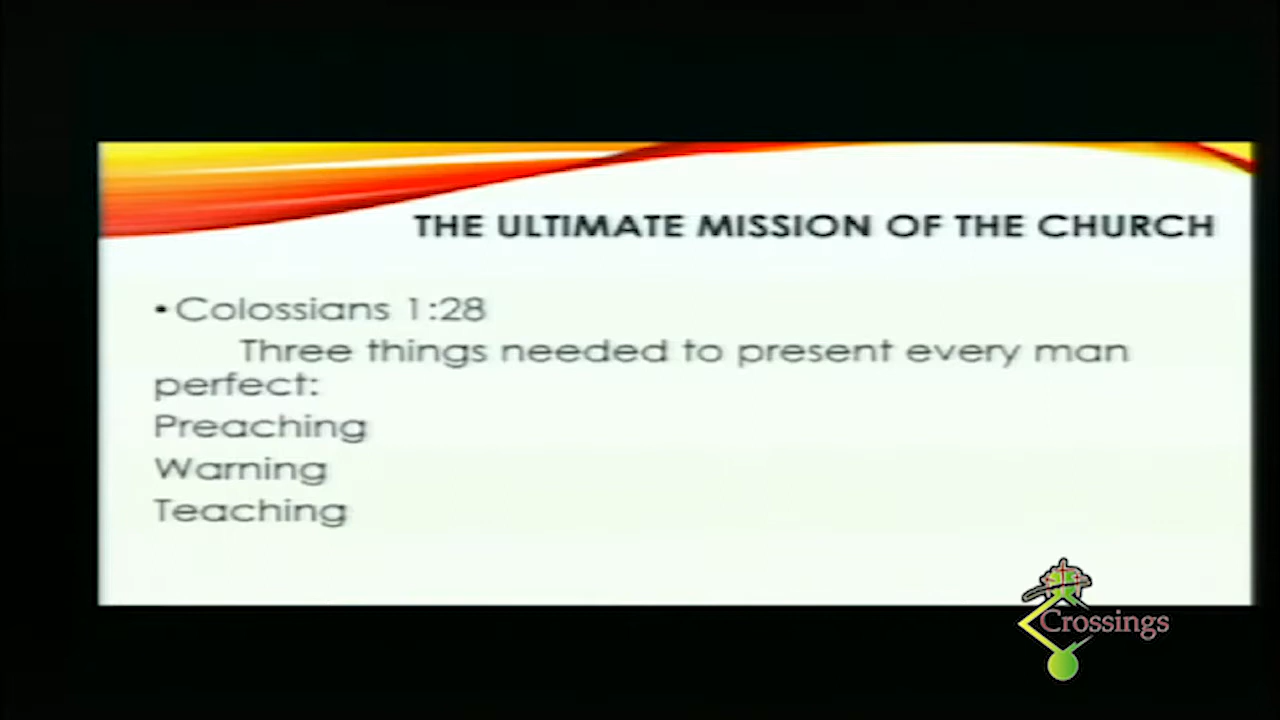 THE ULTIMATE MISSION OF THE CHURCH
•Colossians 1:28
Three things needed to present every man
perfect:
Preaching
Warning
Teaching
Crossings